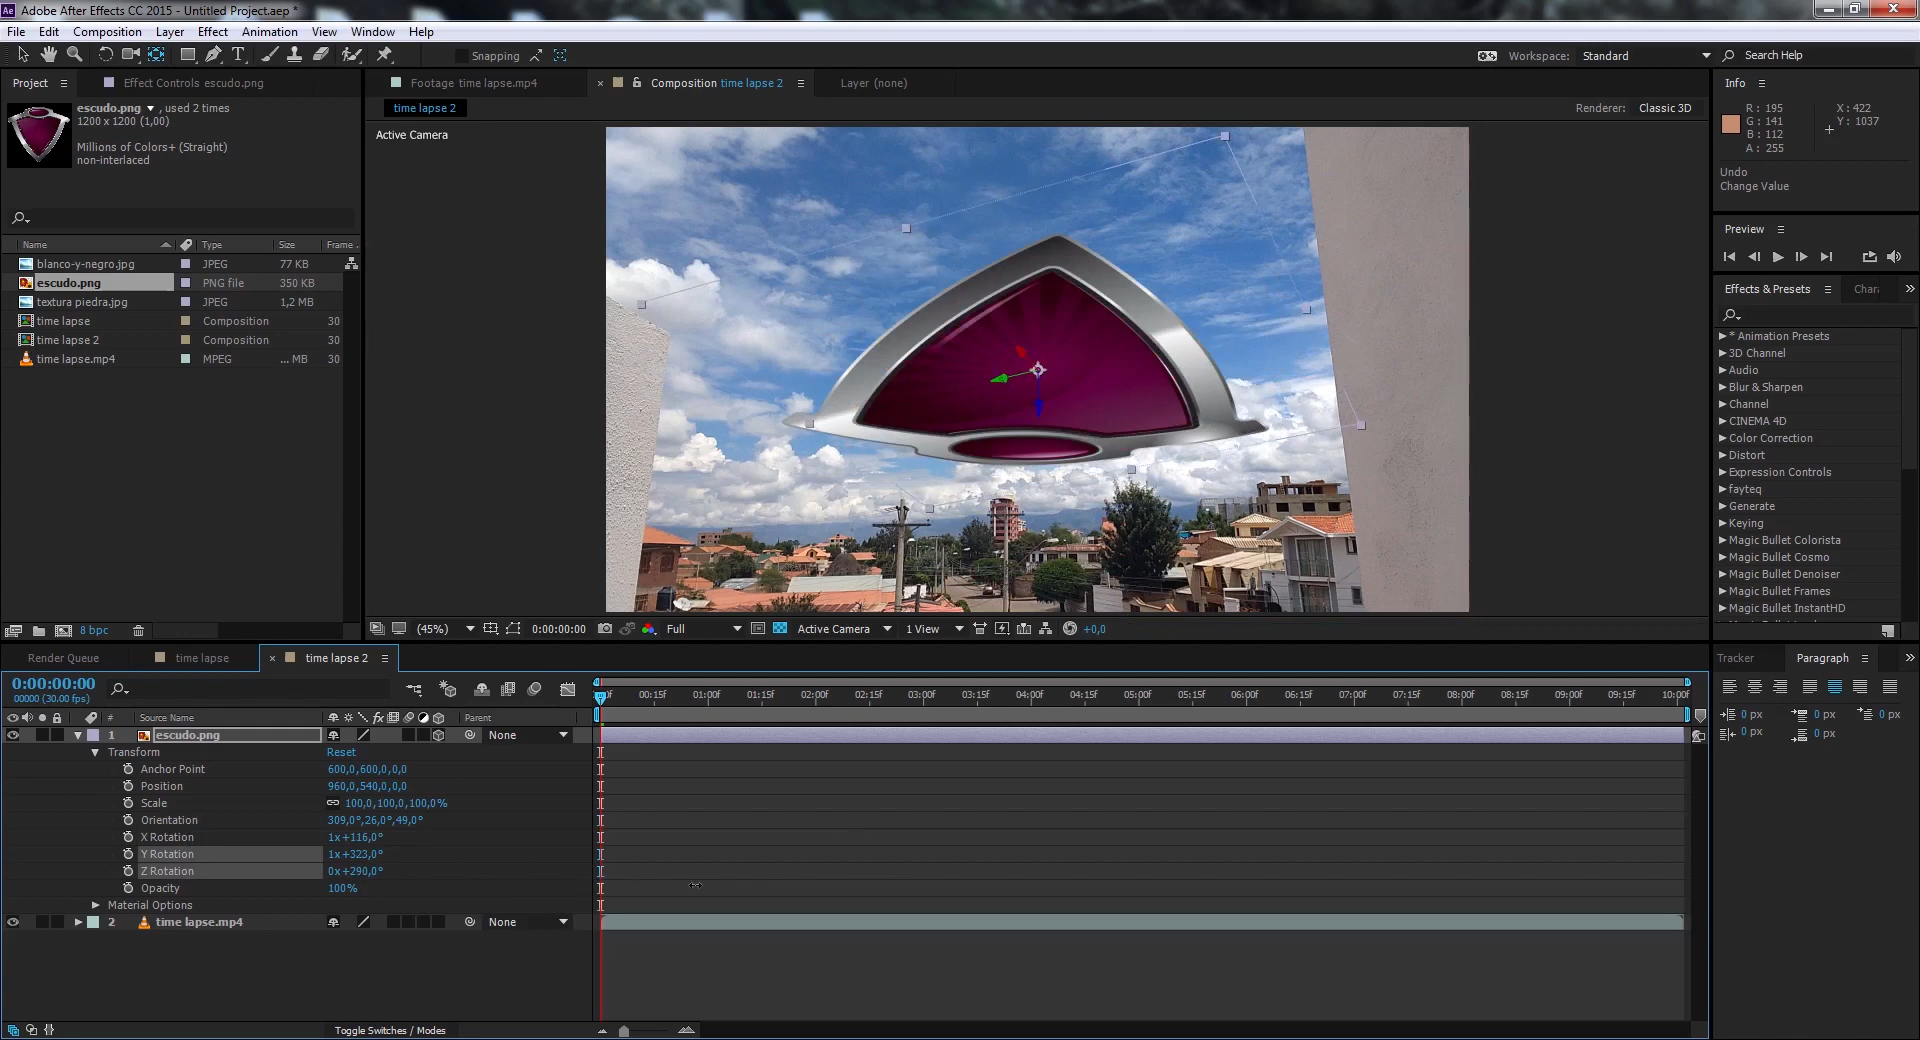 Adobe After Effects CC 2015 - Untitled Project.aep *
File Edit Composition Layer Effect Animation View Window Help
Snapping
Workspace: Standard
Search Help
Project
Effect Controls escudo.png
escudo.png , used 2 times
1200 x 1200 (1,00)
Millions of Colors+ (Straight)
non-interlaced
Name Type Size Frame
blanco-y-negro.jpg JPEG 77 KB
escudo.png PNG file 350 KB
textura piedra.jpg JPEG 1,2 MB
time lapse Composition 30
time lapse 2 Composition 30
time lapse.mp4 MPEG ... MB 30
8 bpc
Footage time lapse.mp4
Composition time lapse 2
Layer (none)
time lapse 2
Renderer: Classic 3D
Active Camera
(45%)
0:00:00:00
Full
Active Camera
1 View
+0,0
Info
R : 195
G : 141
B : 112
A : 255
X : 422
Y : 1037
Undo
Change Value
Preview
Effects & Presets
Chara
* Animation Presets
3D Channel
Audio
Blur & Sharpen
Channel
CINEMA 4D
Color Correction
Distort
Expression Controls
fayteq
Generate
Keying
Magic Bullet Colorista
Magic Bullet Cosmo
Magic Bullet Denoiser
Magic Bullet Frames
Magic Bullet InstantHD
Tracker
Paragraph
0 px 0 px 0 px
0 px 0 px
Render Queue
time lapse
time lapse 2
0:00:00:00
00000 (30.00 fps)
00:15f 01:00f 01:15f 02:00f 02:15f 03:00f 03:15f 04:00f 04:15f 05:00f 05:15f 06:00f 06:15f 07:00f 07:15f 08:00f 08:15f 09:00f 09:15f 10:00f
# Source Name fx Parent
1 escudo.png None
Transform Reset
Anchor Point 600,0,600,0,0,0
Position 960,0,540,0,0,0
Scale 100,0,100,0,100,0%
Orientation 309,0°,26,0°,49,0°
X Rotation 1x+116,0°
Y Rotation 1x+323,0°
Z Rotation 0x+290,0°
Opacity 100%
Material Options
2 time lapse.mp4 None
Toggle Switches / Modes